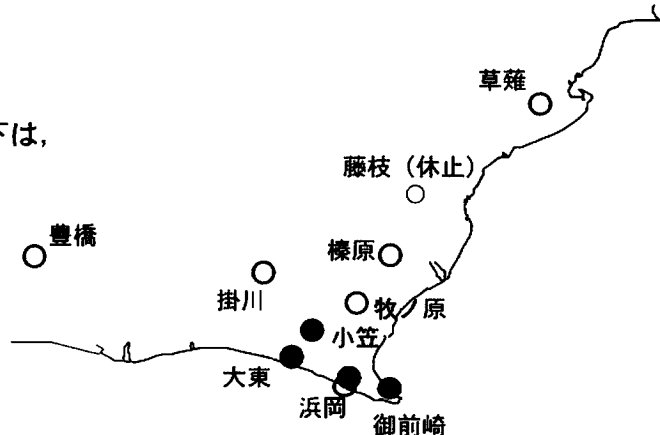 草薙
下は,
藤枝（休止）
豊橋
榛原
掛川
牧ノ原
小笠
大東
浜岡
御前崎